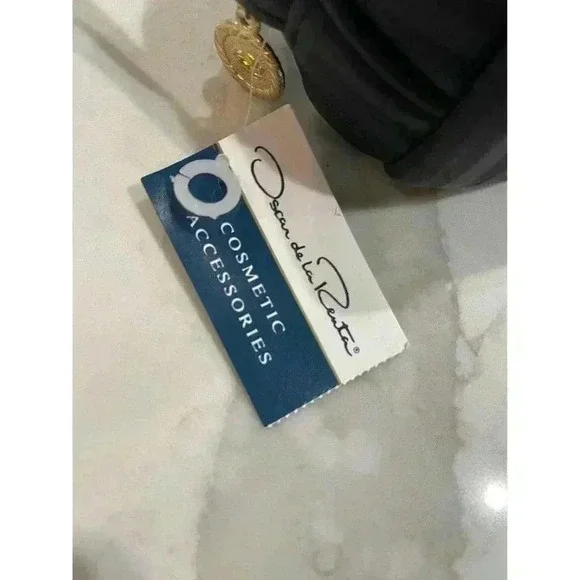 Oscar de la Renta®
COSMETIC
ACCESSORIES